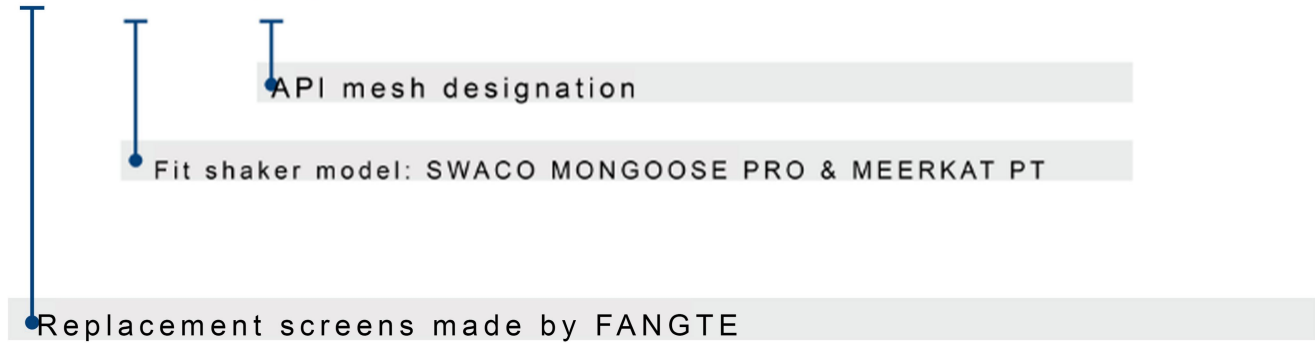 API mesh designation
Fit shaker model: SWACO MONGOOSE PRO & MEERKAT PT
Replacement screens made by FANGTE